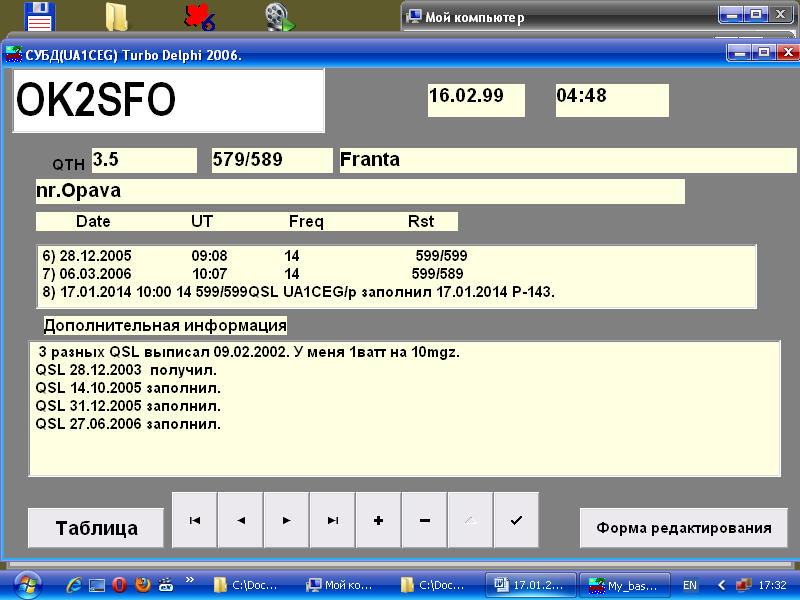 Мой компьютер
СУБД(UA1CEG) Turbo Delphi 2006.
OK2SFO
16.02.99 04:48
QTH 3.5 579/589 Franta
nr.Opava
Date UT Freq Rst
6) 28.12.2005 09:08 14 599/599
7) 06.03.2006 10:07 14 599/589
8) 17.01.2014 10:00 14 599/599QSL UA1CEG/p заполнил 17.01.2014 P-143.
Дополнительная информация
3 разных QSL выписал 09.02.2002. У меня 1ватт на 10mgz.
QSL 28.12.2003 получил.
QSL 14.10.2005 заполнил.
QSL 31.12.2005 заполнил.
QSL 27.06.2006 заполнил.
Таблица
Форма редактирования
C:\Doc... Мой ко... C:\Doc... 17.01.2... My_bas... EN 17:32